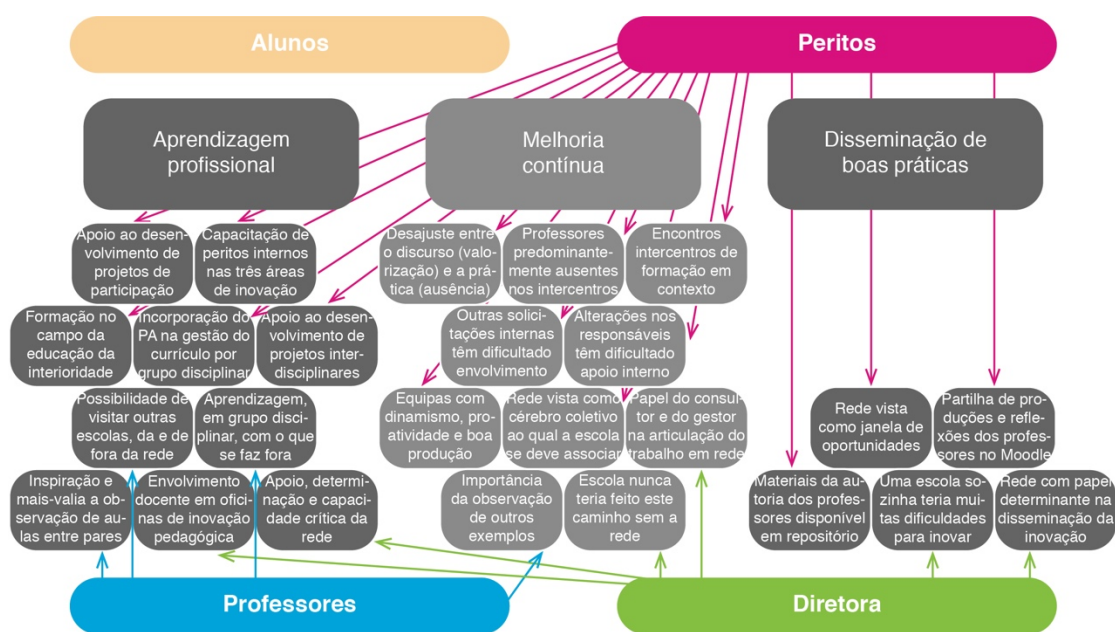 Alunos
Peritos
Aprendizagem
profissional
Melhoria
contínua
Disseminação de
boas práticas
Apoio ao desen-
volvimento de
projetos de
participação
Capacitação de
peritos internos
nas três áreas
de inovação
Desajuste entre
o discurso (valo-
rização) e a prá-
tica (ausência)
Professores
predominante-
mente ausentes
nos intercentros
Encontros
intercentros de
formação em
contexto
Formação no
campo da
educação da
interioridade
Incorporação do
PA na gestão do
currículo por
grupo disciplinar
Apoio ao desen-
volvimento de
projetos inter-
disciplinares
Outras solici-
tações internas
têm dificultado
envolvimento
Alterações nos
responsáveis
têm dificultado
apoio interno
Possibilidade de
visitar outras
escolas, da e de
fora da rede
Aprendizagem,
em grupo disci-
plinar, com o que
se faz fora
Equipas com
dinamismo, pro-
atividade e boa
produção
Rede vista como
cérebro coletivo
ao qual a escola
se deve associar
Papel do consul-
tor e do gestor
na articulação do
trabalho em rede
Rede vista
como janela de
oportunidades
Partilha de pro-
duções e refle-
xões dos profes-
sores no Moodle
Inspiração e
mais-valia a ob-
servação de au-
las entre pares
Envolvimento
docente em ofici-
nas de inovação
pedagógica
Apoio, determi-
nação e capaci-
dade crítica da
rede
Importância
da observação
de outros
exemplos
Escola nunca
teria feito este
caminho sem a
rede
Materiais da au-
toria dos profes-
sores disponível
em repositório
Uma escola so-
zinha teria mui-
tas dificuldades
para inovar
Rede com papel
determinante na
disseminação da
inovação
Professores
Diretora